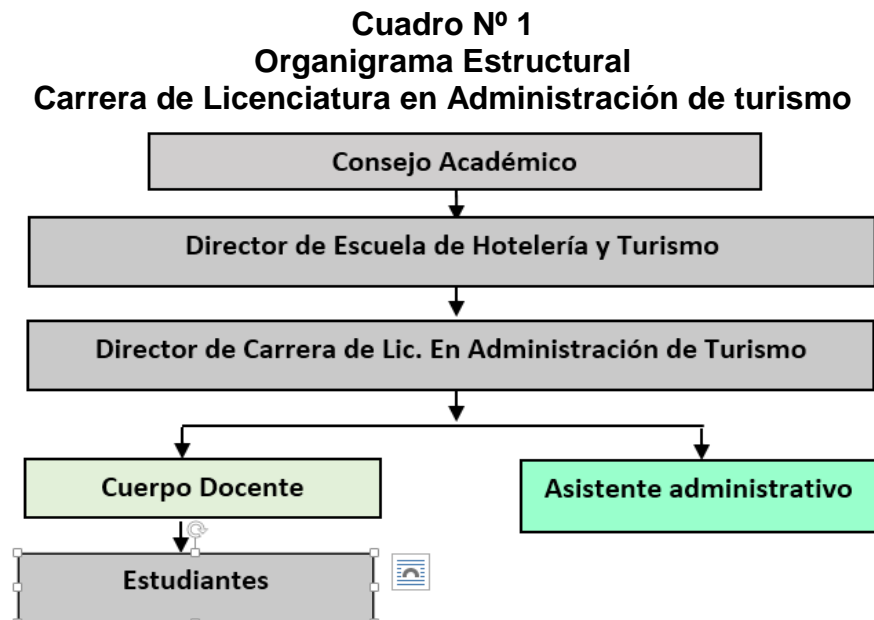 Cuadro Nº 1
Organigrama Estructural
Carrera de Licenciatura en Administración de turismo
Consejo Académico
Director de Escuela de Hotelería y Turismo
Director de Carrera de Lic. En Administración de Turismo
Cuerpo Docente
Asistente administrativo
Estudiantes